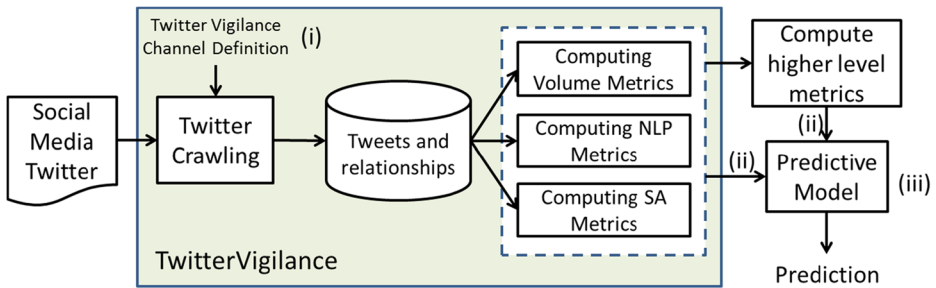 Twitter Vigilance
Channel Definition
(i)
Social
Media
Twitter
Twitter
Crawling
Tweets and
relationships
Computing
Volume Metrics
Computing NLP
Metrics
Computing SA
Metrics
TwitterVigilance
Compute
higher level
metrics
(ii)
(ii)
Predictive
Model
(iii)
Prediction